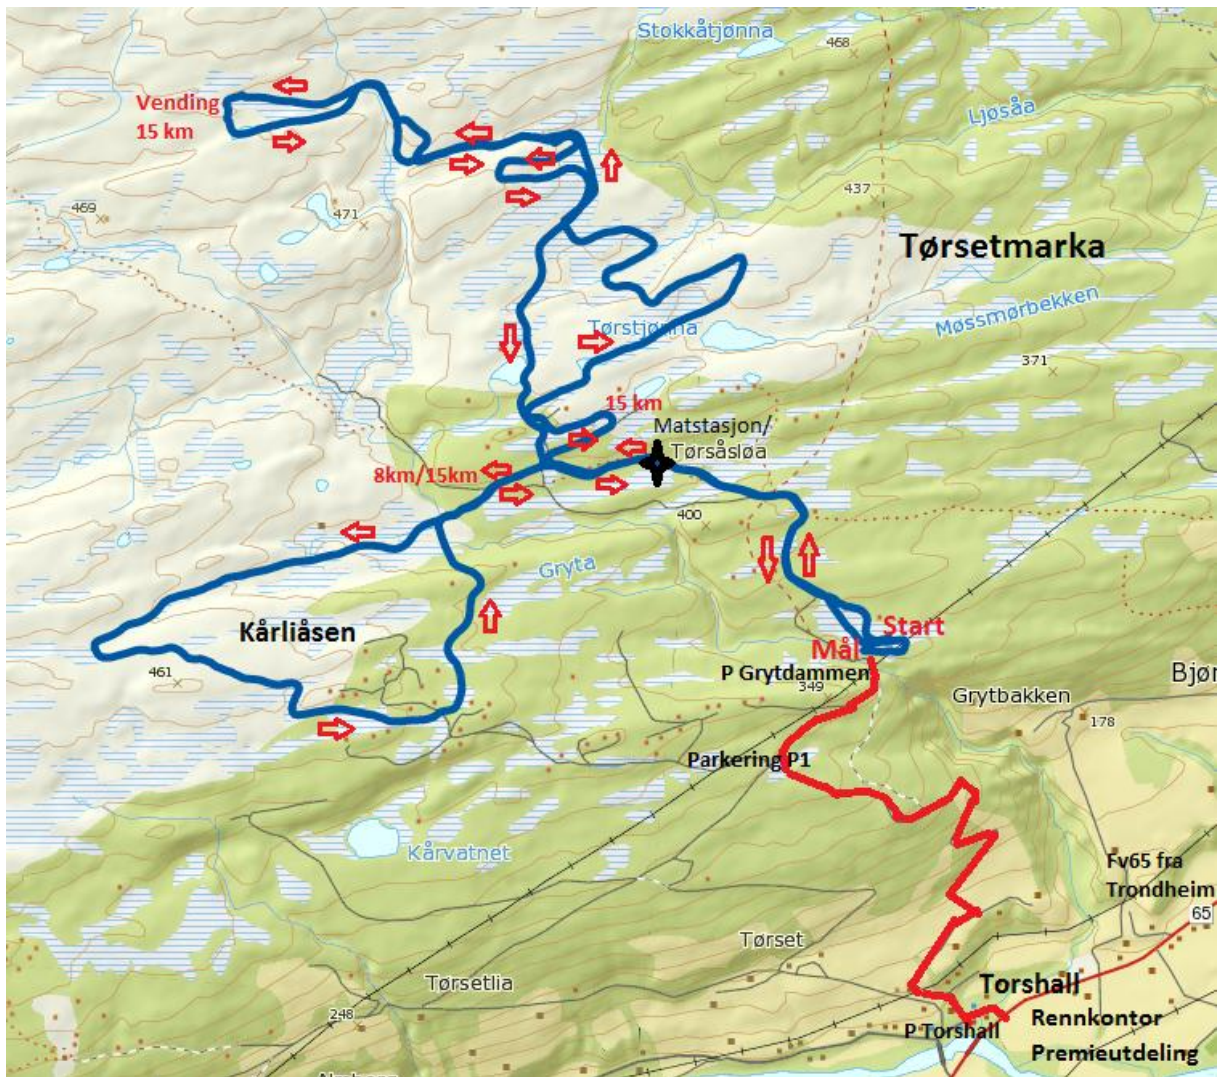 Stokkåtjønna
468
Vending
15 km
Ljøsåa
437
469
471
Tørsetmarka
Møssmørbekken
Tørstjønna
371
15 km
Matstasjon/
Tørsåsløa
8km/15km
400
Gryta
Kårliåsen
Start
Mål
461
P Grytdammen
349
Grytbakken
Bjør
178
Parkering P1
Kårvatnet
Fv65 fra
Trondheim
65
Tørset
Tørsetlia
Torshall
248
P Torshall
Rennkontor
Premieutdeling